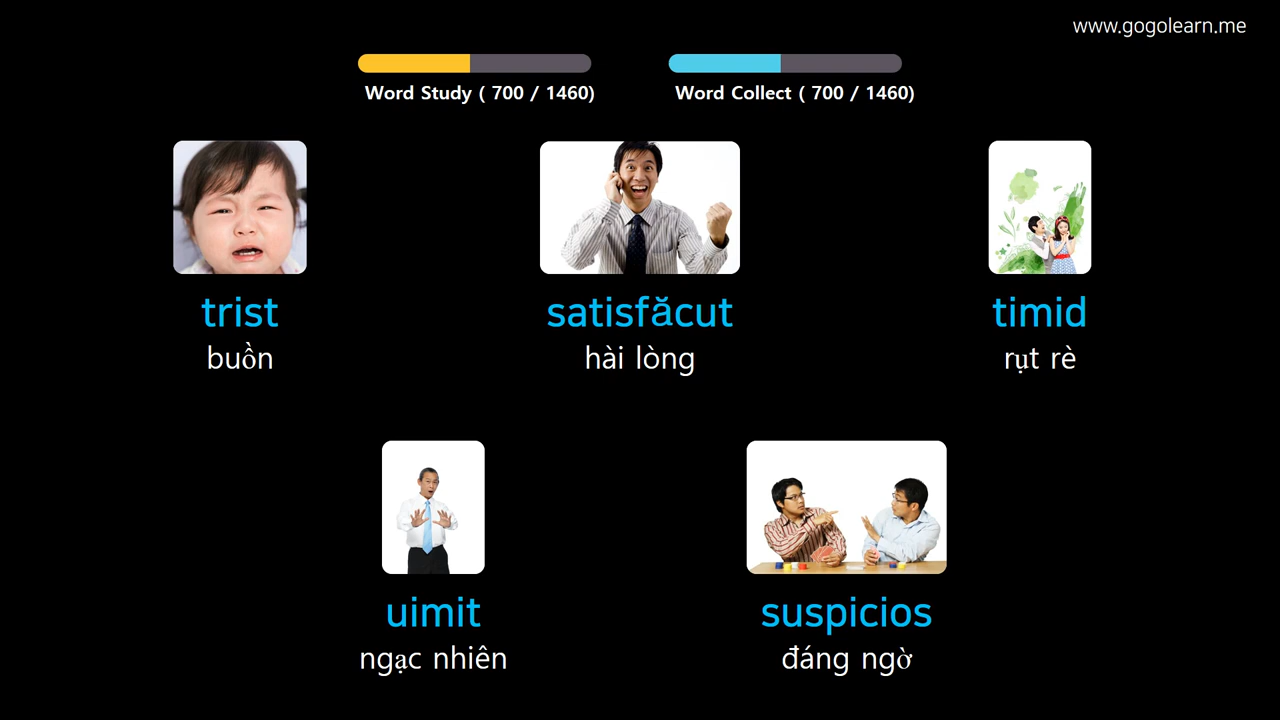 www.gogolearn.me
Word Study ( 700 / 1460)
Word Collect ( 700 / 1460)
trist
buồn
satisfăcut
hài lòng
timid
rụt rè
uimit
ngạc nhiên
suspicios
đáng ngờ